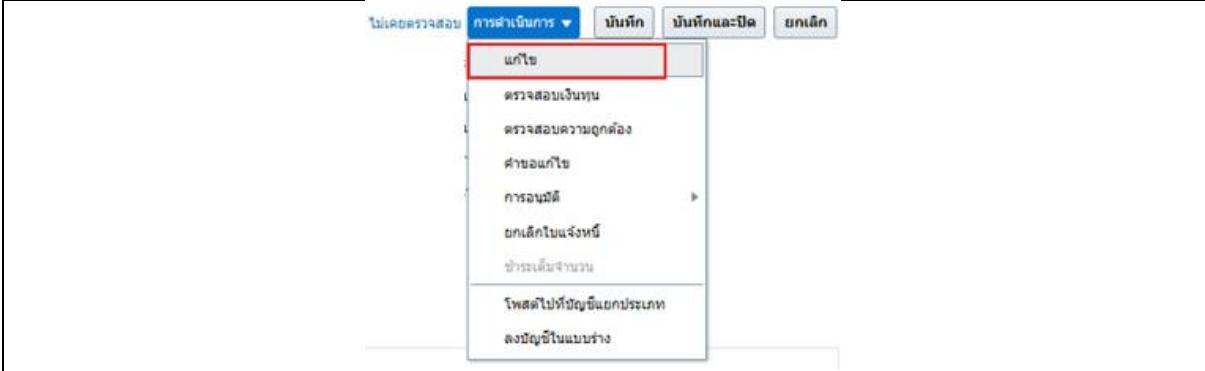 ไม่เคยตรวจสอบ การดำเนินการ บันทึก บันทึกและปิด ยกเลิก
แก้ไข
ตรวจสอบเงินทุน
ตรวจสอบความถูกต้อง
คำขอแก้ไข
การอนุมัติ
ยกเลิกใบแจ้งหนี้
ชำระเต็มจำนวน
โพสต์ไปที่บัญชีแยกประเภท
ลงบัญชีในแบบร่าง